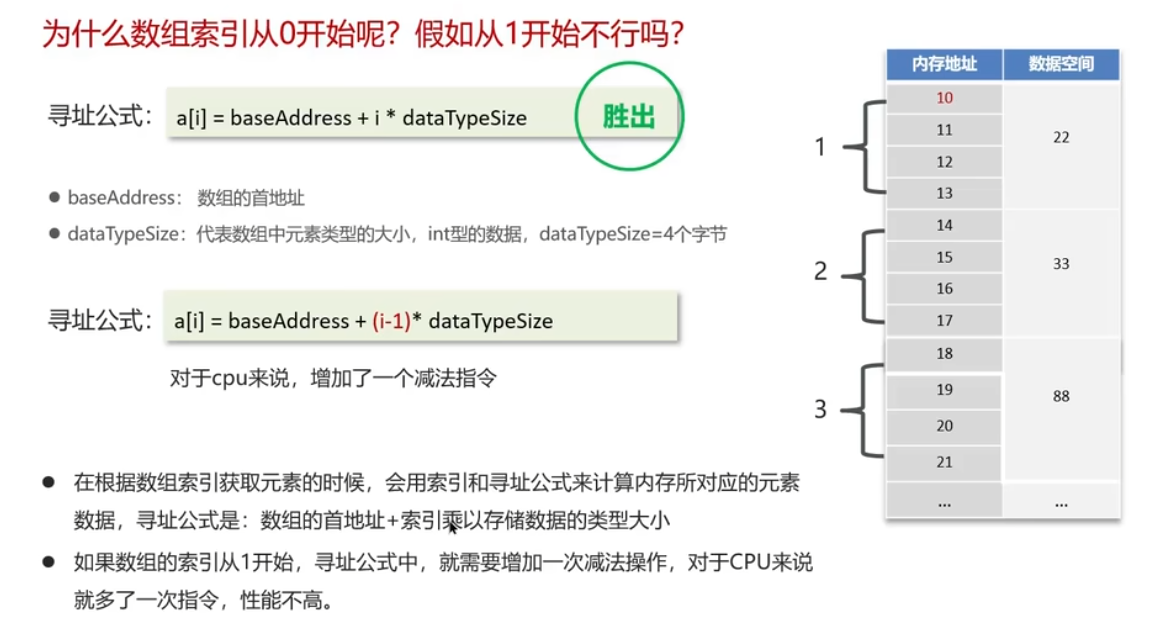 为什么数组索引从0开始呢？假如从1开始不行吗？
寻址公式： a[i] = baseAddress + i * dataTypeSize 胜出
● baseAddress： 数组的首地址
● dataTypeSize：代表数组中元素类型的大小，int型的数据，dataTypeSize=4个字节
寻址公式： a[i] = baseAddress + (i-1)* dataTypeSize
对于cpu来说，增加了一个减法指令
● 在根据数组索引获取元素的时候，会用索引和寻址公式来计算内存所对应的元素
数据，寻址公式是：数组的首地址+索引乘以存储数据的类型大小
● 如果数组的索引从1开始，寻址公式中，就需要增加一次减法操作，对于CPU来说
就多了一次指令，性能不高。
内存地址 数据空间
10
11
1 22
12
13
14
15
2 33
16
17
18
19
3 88
20
21
... ...